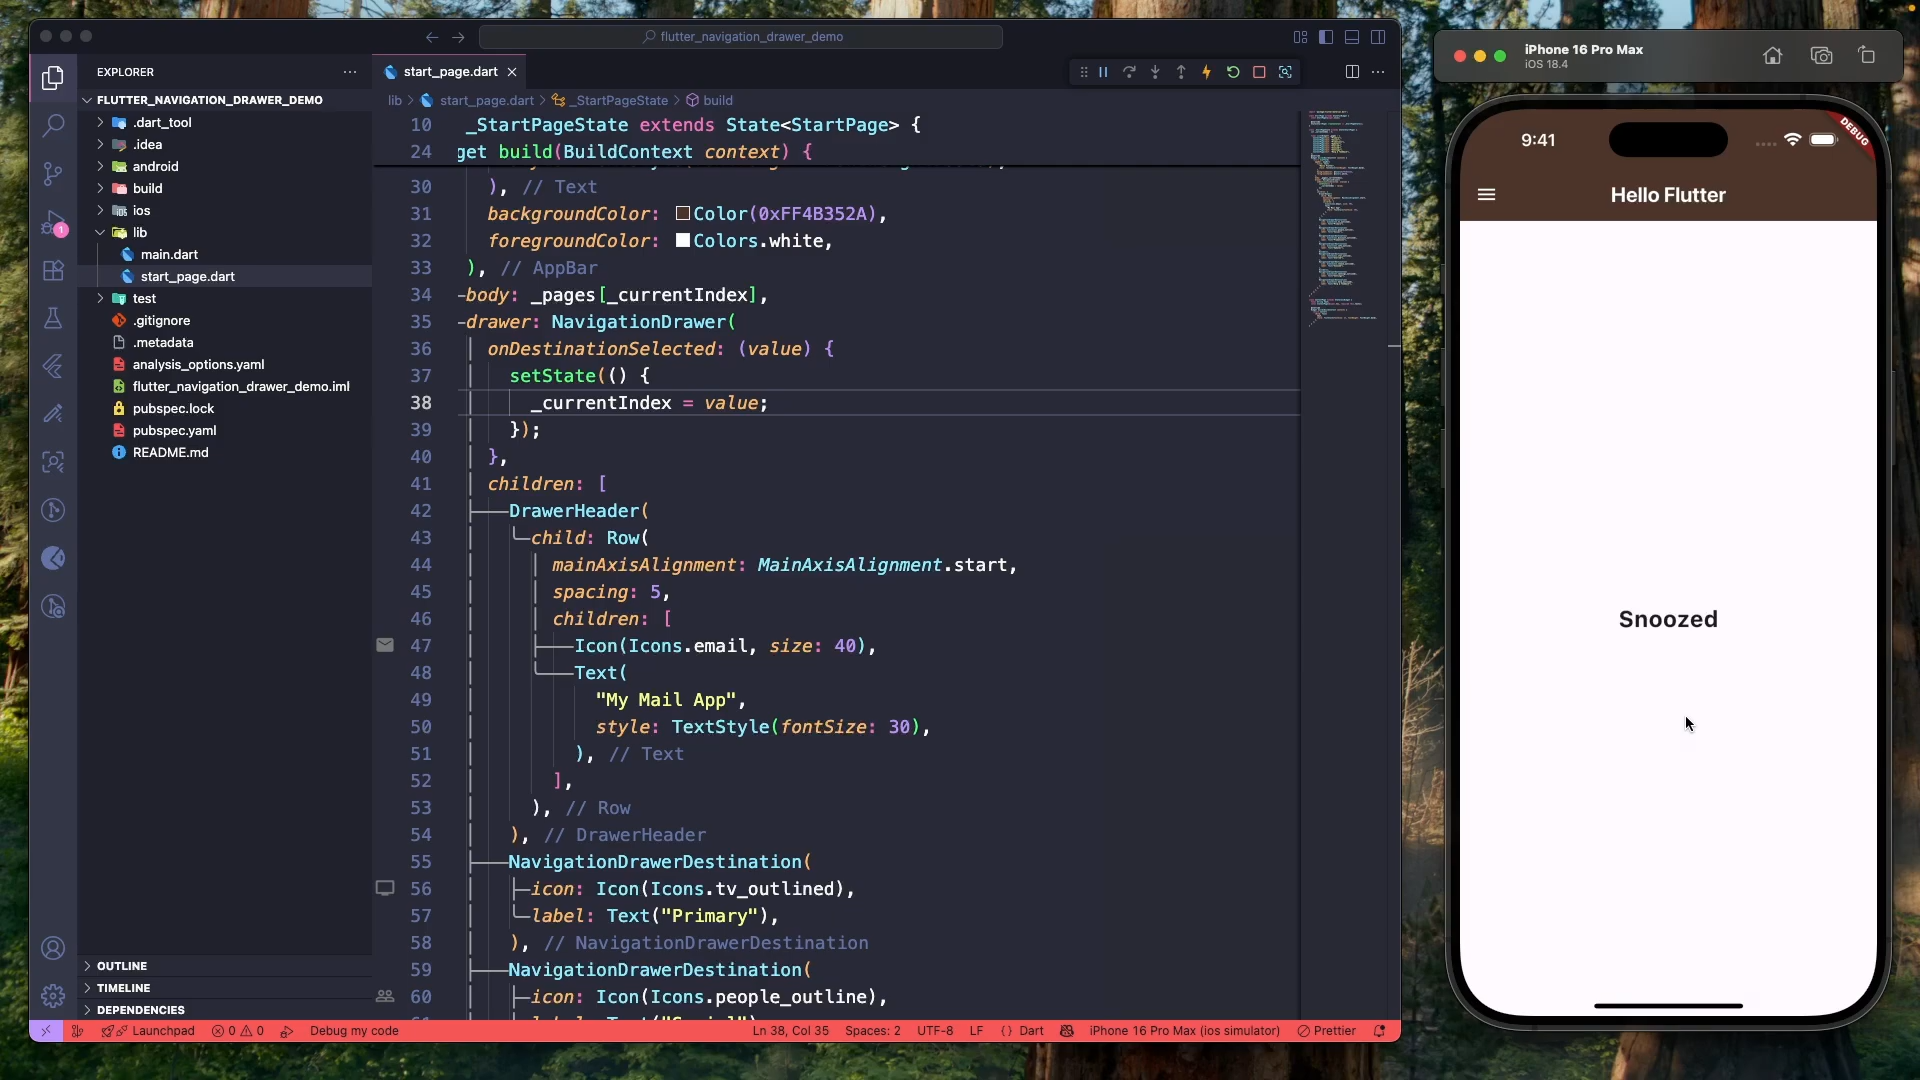 flutter_navigation_drawer_demo
EXPLORER
FLUTTER_NAVIGATION_DRAWER_DEMO
.dart_tool
.idea
android
build
ios
lib
main.dart
start_page.dart
test
.gitignore
.metadata
analysis_options.yaml
flutter_navigation_drawer_demo.iml
pubspec.lock
pubspec.yaml
README.md
OUTLINE
TIMELINE
DEPENDENCIES
1
start_page.dart
lib > start_page.dart > _StartPageState > build
10 _StartPageState extends State<StartPage> {
24 get build(BuildContext context) {
30 ), // Text
31 backgroundColor: Color(0xFF4B352A),
32 foregroundColor: Colors.white,
33 ), // AppBar
34 body: _pages[_currentIndex],
35 drawer: NavigationDrawer(
36 onDestinationSelected: (value) {
37 setState(() {
38 _currentIndex = value;
39 });
40 },
41 children: [
42 DrawerHeader(
43 child: Row(
44 mainAxisAlignment: MainAxisAlignment.start,
45 spacing: 5,
46 children: [
47 Icon(Icons.email, size: 40),
48 Text(
49 "My Mail App",
50 style: TextStyle(fontSize: 30),
51 ), // Text
52 ],
53 ), // Row
54 ), // DrawerHeader
55 NavigationDrawerDestination(
56 icon: Icon(Icons.tv_outlined),
57 label: Text("Primary"),
58 ), // NavigationDrawerDestination
59 NavigationDrawerDestination(
60 icon: Icon(Icons.people_outline),
Launchpad 0 0 Debug my code Ln 38, Col 35 Spaces: 2 UTF-8 LF {} Dart iPhone 16 Pro Max (ios simulator) Prettier
iPhone 16 Pro Max
iOS 18.4
9:41
DEBUG
Hello Flutter
Snoozed